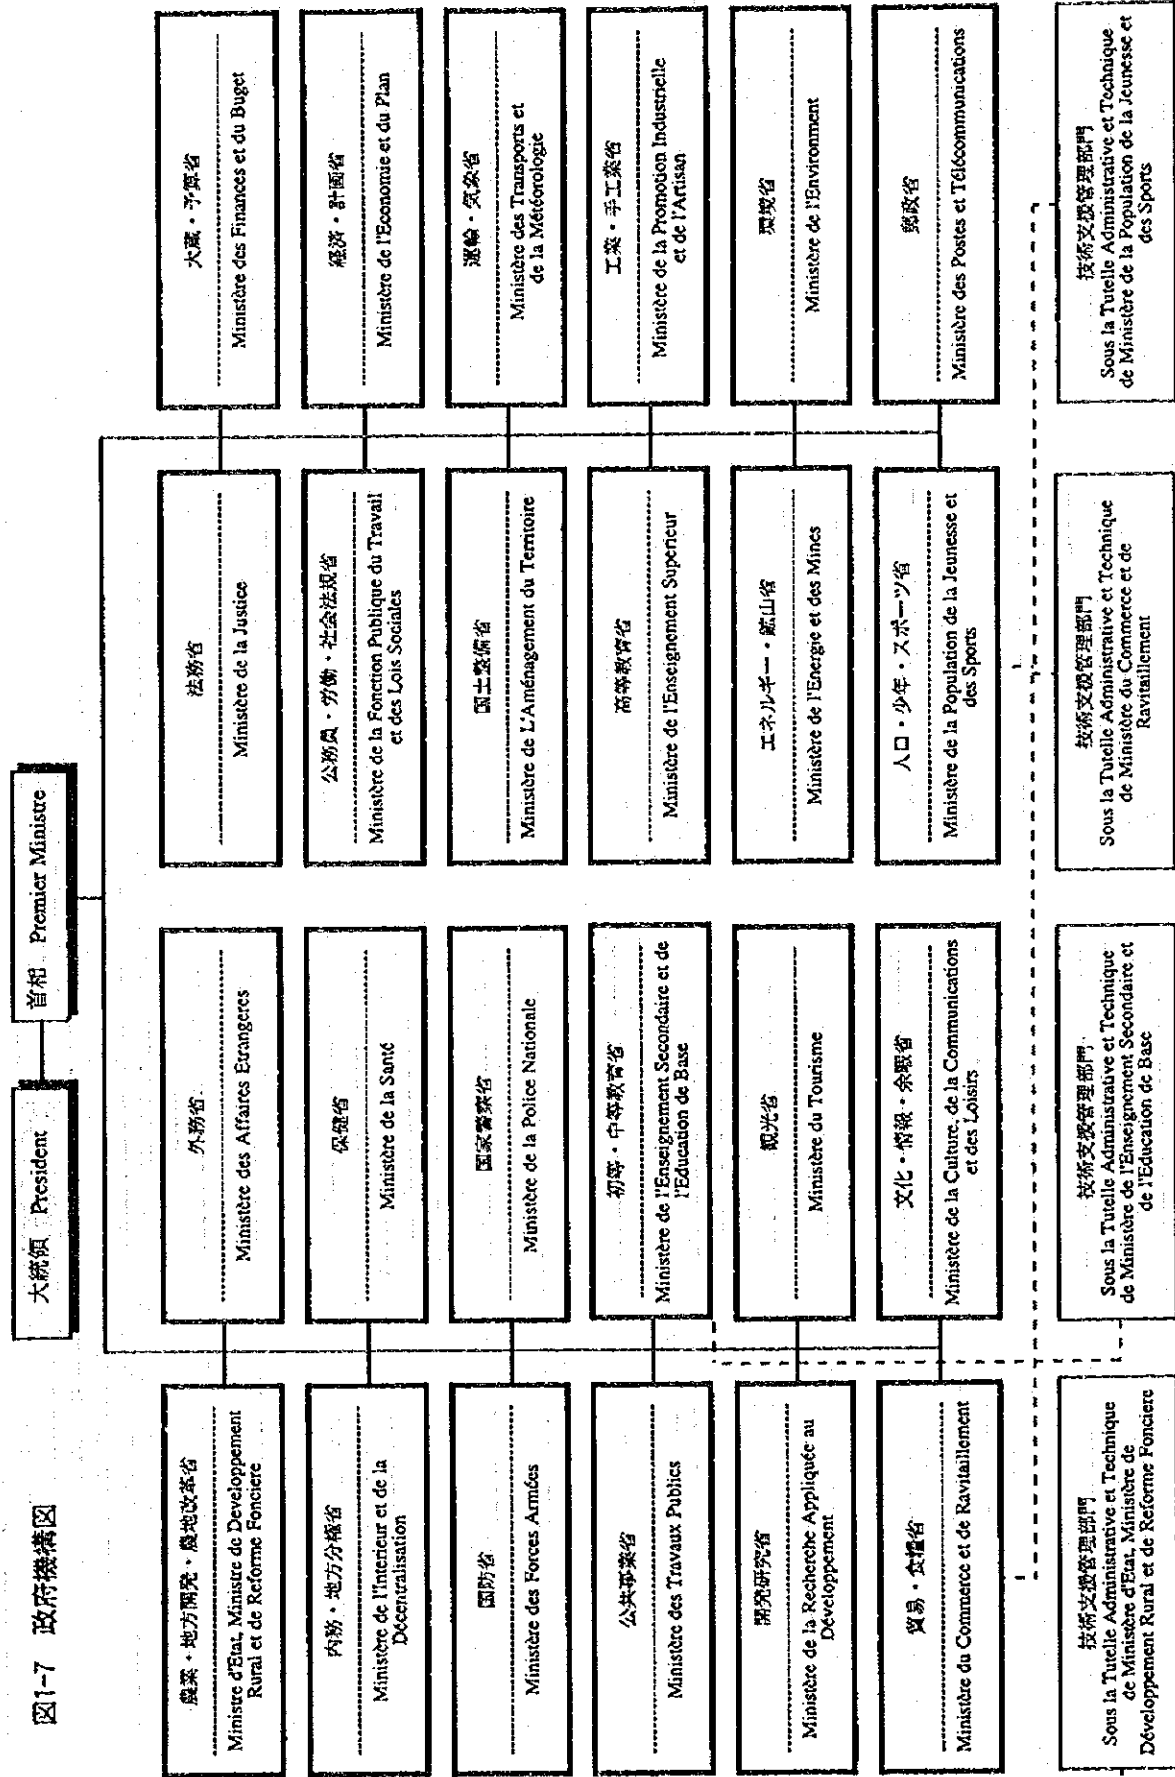 図1-7　政府機構図
大統領　President
首相　Premier Ministre
農業・地方開発・農地改革省
Ministre d'Etat, Ministre de Developpement
Rural et de Reforme Fonciere
外務省
Ministère des Affaires Etrangeres
法務省
Ministère de la Justice
大蔵・予算省
Ministère des Finances et du Buget
内務・地方分権省
Ministère de l'Interieur et de la
Décentralisation
保健省
Ministère de la Santé
公務員・労働・社会法規省
Ministère de la Fonction Publique du Travail
et des Lois Sociales
経済・計画省
Ministère de l'Economie et du Plan
国防省
Ministère des Forces Armées
国家警察省
Ministère de la Police Nationale
国土整備省
Ministère de L'Aménagement du Territoire
運輸・気象省
Ministère des Transports et
de la Météorologie
公共事業省
Ministère des Travaux Publics
初等・中等教育省
Ministère de l'Enseignement Secondaire et de
l'Education de Base
高等教育省
Ministère de l'Enseignement Superieur
工業・手工業省
Ministère de la Promotion Industrielle
et de l'Artisan
開発研究省
Ministère de la Recherche Appliquée au
Développement
観光省
Ministère du Tourisme
エネルギー・鉱山省
Ministère de l'Energie et des Mines
環境省
Ministère de l'Environment
貿易・食糧省
Ministère du Commerce et de Ravitaillement
文化・情報・余暇省
Ministère de la Culture, de la Communications
et des Loisirs
人口・少年・スポーツ省
Ministère de la Population de la Jeunesse et
des Sports
郵政省
Ministère des Postes et Télécommunications
技術支援管理部門
Sous la Tutelle Administrative et Technique
de Ministère d'Etat, Ministère de
Développement Rural et de Reforme Fonciere
技術支援管理部門
Sous la Tutelle Administrative et Technique
de Ministère de l'Enseignement Secondaire et
de l'Education de Base
技術支援管理部門
Sous la Tutelle Administrative et Technique
de Ministère du Commerce et de
Ravitaillement
技術支援管理部門
Sous la Tutelle Administrative et Technique
de Ministère de la Population de la Jeunesse et
des Sports